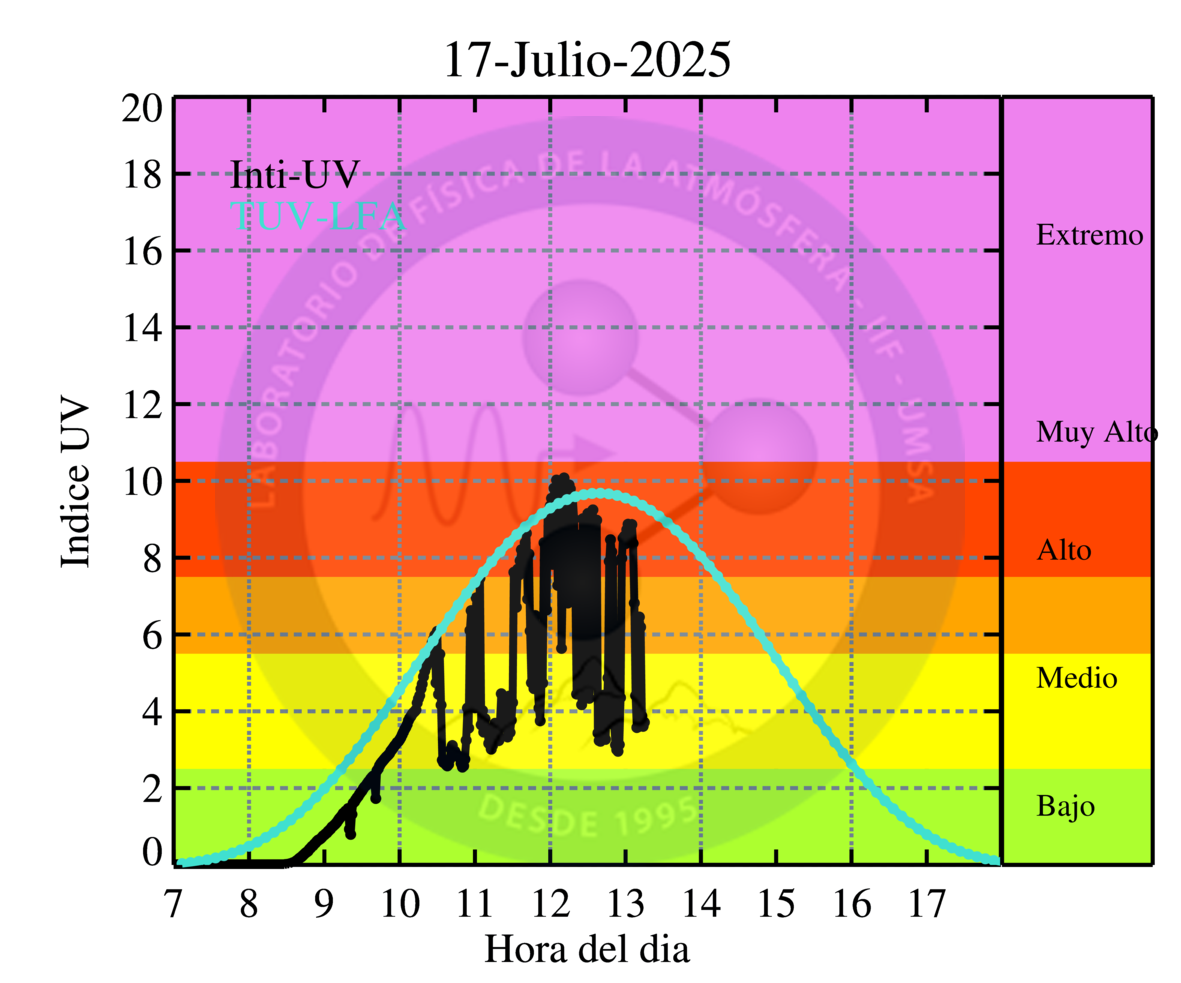 17-Julio-2025
Indice UV
20
18
16
14
12
10
8
6
4
2
0
Inti-UV
TUV-LFA
LABORATORIO DE FÍSICA DE LA ATMÓSFERA - IIF - UMSA
DESDE 1995
Extremo
Muy Alto
Alto
Medio
Bajo
7 8 9 10 11 12 13 14 15 16 17
Hora del dia